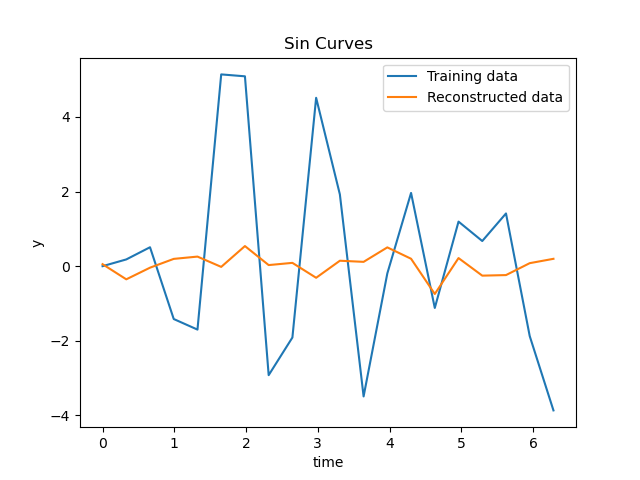 Sin Curves
Training data
Reconstructed data
4
2
0
−2
−4
y
0 1 2 3 4 5 6
time